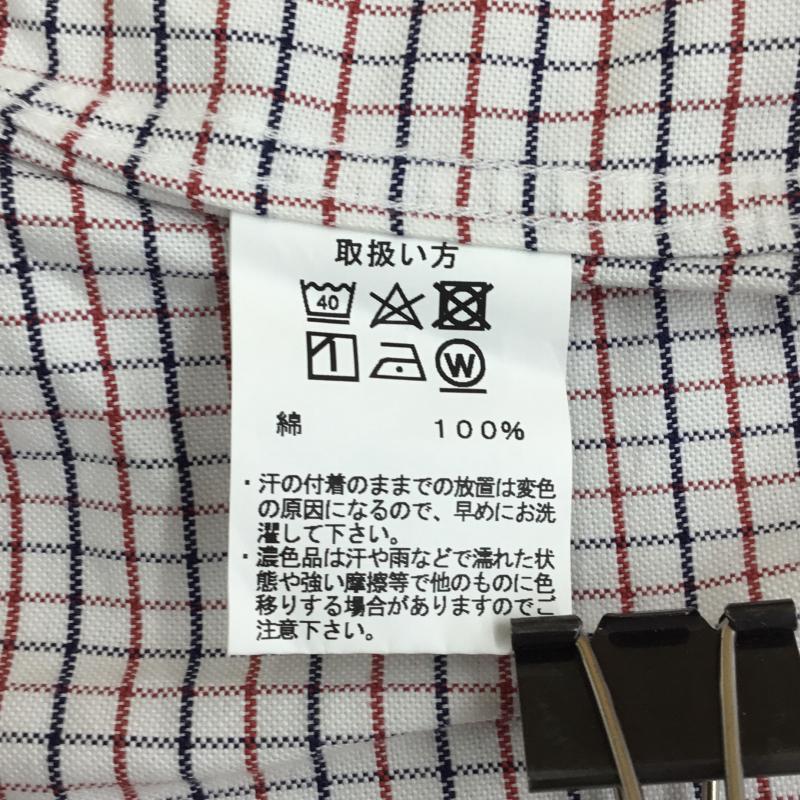 取扱い方
40
W
綿 100%
・汗の付着のままでの放置は変色
の原因になるので、早めにお洗
濯して下さい。
・濃色品は汗や雨などで濡れた状
態や強い摩擦等で他のものに色
移りする場合がありますのでご
注意下さい。